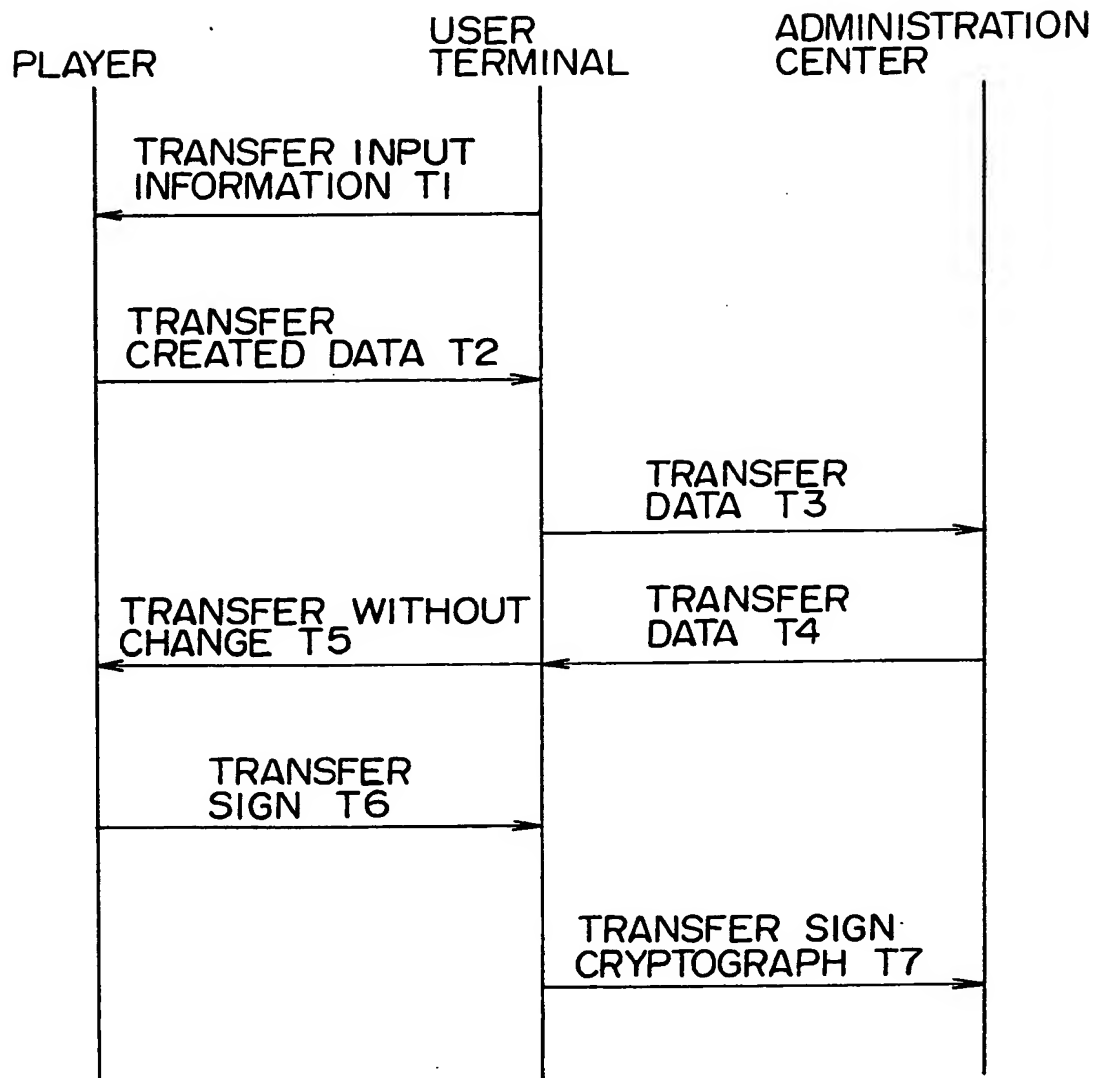 PLAYER
USER
TERMINAL
ADMINISTRATION
CENTER
TRANSFER INPUT
INFORMATION T1
TRANSFER
CREATED DATA T2
TRANSFER
DATA T3
TRANSFER WITHOUT
CHANGE T5
TRANSFER
DATA T4
TRANSFER
SIGN T6
TRANSFER SIGN
CRYPTOGRAPH T7